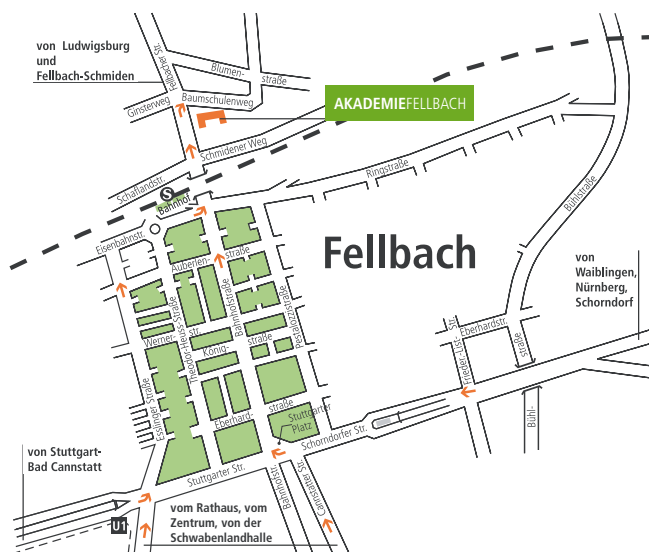 von Ludwigsburg
und
Fellbach-Schmiden
Fellbacher Str.
Blumen-
straße
Ginsterweg
Baumschulenweg
AKADEMIEFELLBACH
Schmidener Weg
Schaflandstr.
S
Bahnhof
Ringstraße
Bühlstraße
Eisenbahnstr.
Auberlen-
straße
Fellbach
von
Waiblingen,
Nürnberg,
Schorndorf
Theodor-Heuss-Straße
Bahnhofstraße
Pestalozzistraße
Werner-
str.
König-
straße
Frieder.-List-
Str.
Eberhardstr.
straße
Esslinger Straße
Eberhard-
straße
Stuttgarter
Platz
Schorndorfer Str.
Bühl-
von Stuttgart-
Bad Cannstatt
Stuttgarter Str.
Bahnhofstr.
Cannstatter Str.
U1
vom Rathaus, vom
Zentrum, von der
Schwabenlandhalle